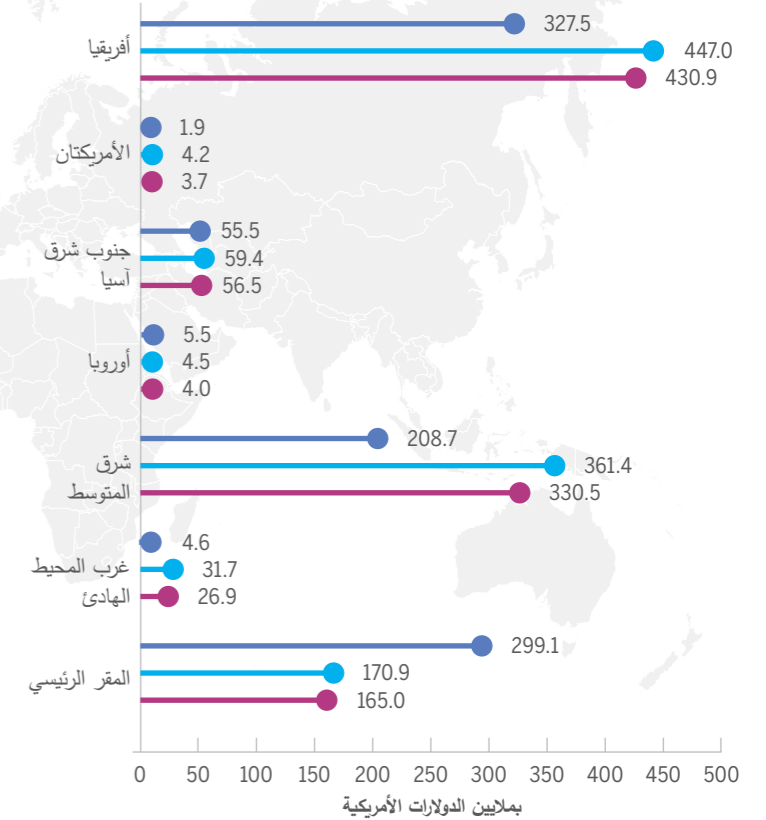 327.5
أفريقيا
447.0
430.9
1.9
الأمريكتان
4.2
3.7
55.5
جنوب شرق
59.4
آسيا
56.5
5.5
أوروبا
4.5
4.0
208.7
شرق
361.4
المتوسط
330.5
4.6
غرب المحيط
31.7
الهادئ
26.9
299.1
المقر الرئيسي
170.9
165.0
0 50 100 150 200 250 300 350 400 450 500
بملايين الدولارات الأمريكية